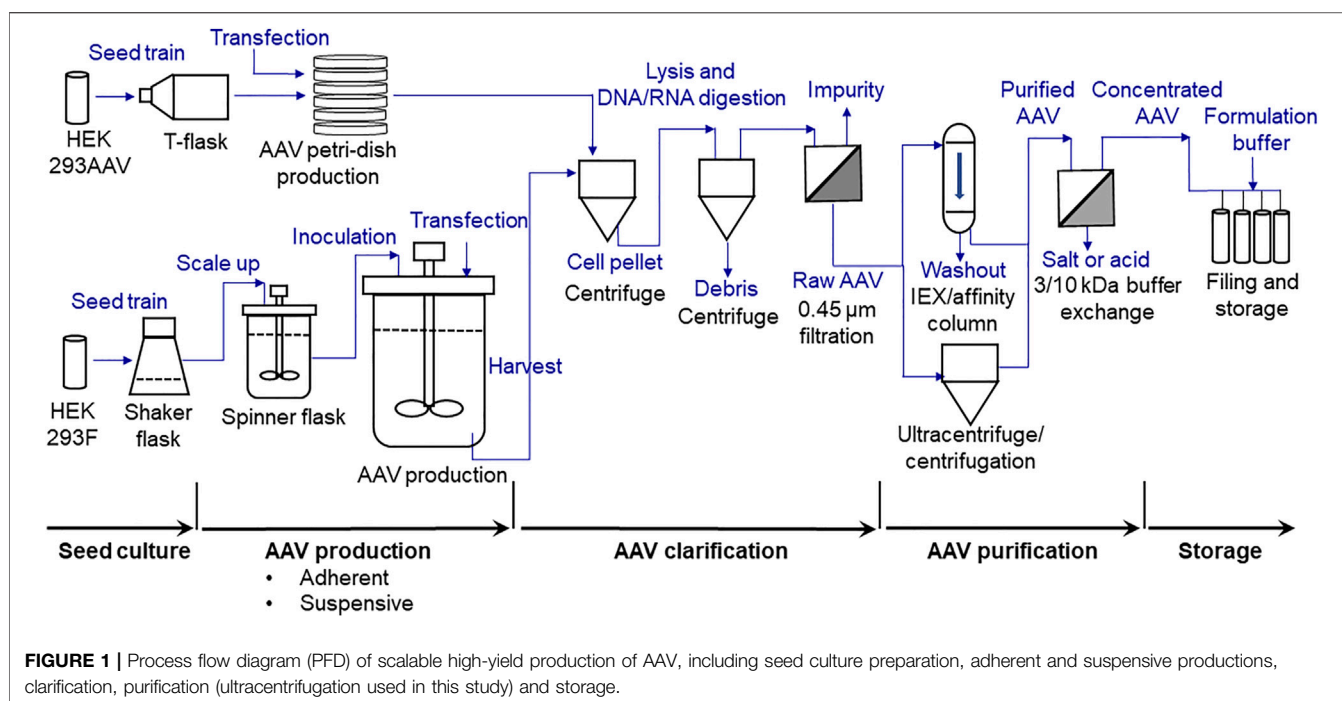 Seed train
Transfection
HEK
293AAV
T-flask
AAV petri-dish
production
Lysis and
DNA/RNA digestion
Impurity
Purified
AAV
Concentrated
AAV
Formulation
buffer
Seed train
Scale up
Inoculation
Transfection
Harvest
HEK
293F
Shaker
flask
Spinner flask
AAV production
Cell pellet
Centrifuge
Debris
Centrifuge
Raw AAV
0.45 µm
filtration
Washout
IEX/affinity
column
Ultracentrifuge/
centrifugation
Salt or acid
3/10 kDa buffer
exchange
Filing and
storage
Seed culture
AAV production
• Adherent
• Suspensive
AAV clarification
AAV purification
Storage
FIGURE 1 | Process flow diagram (PFD) of scalable high-yield production of AAV, including seed culture preparation, adherent and suspensive productions,
clarification, purification (ultracentrifugation used in this study) and storage.